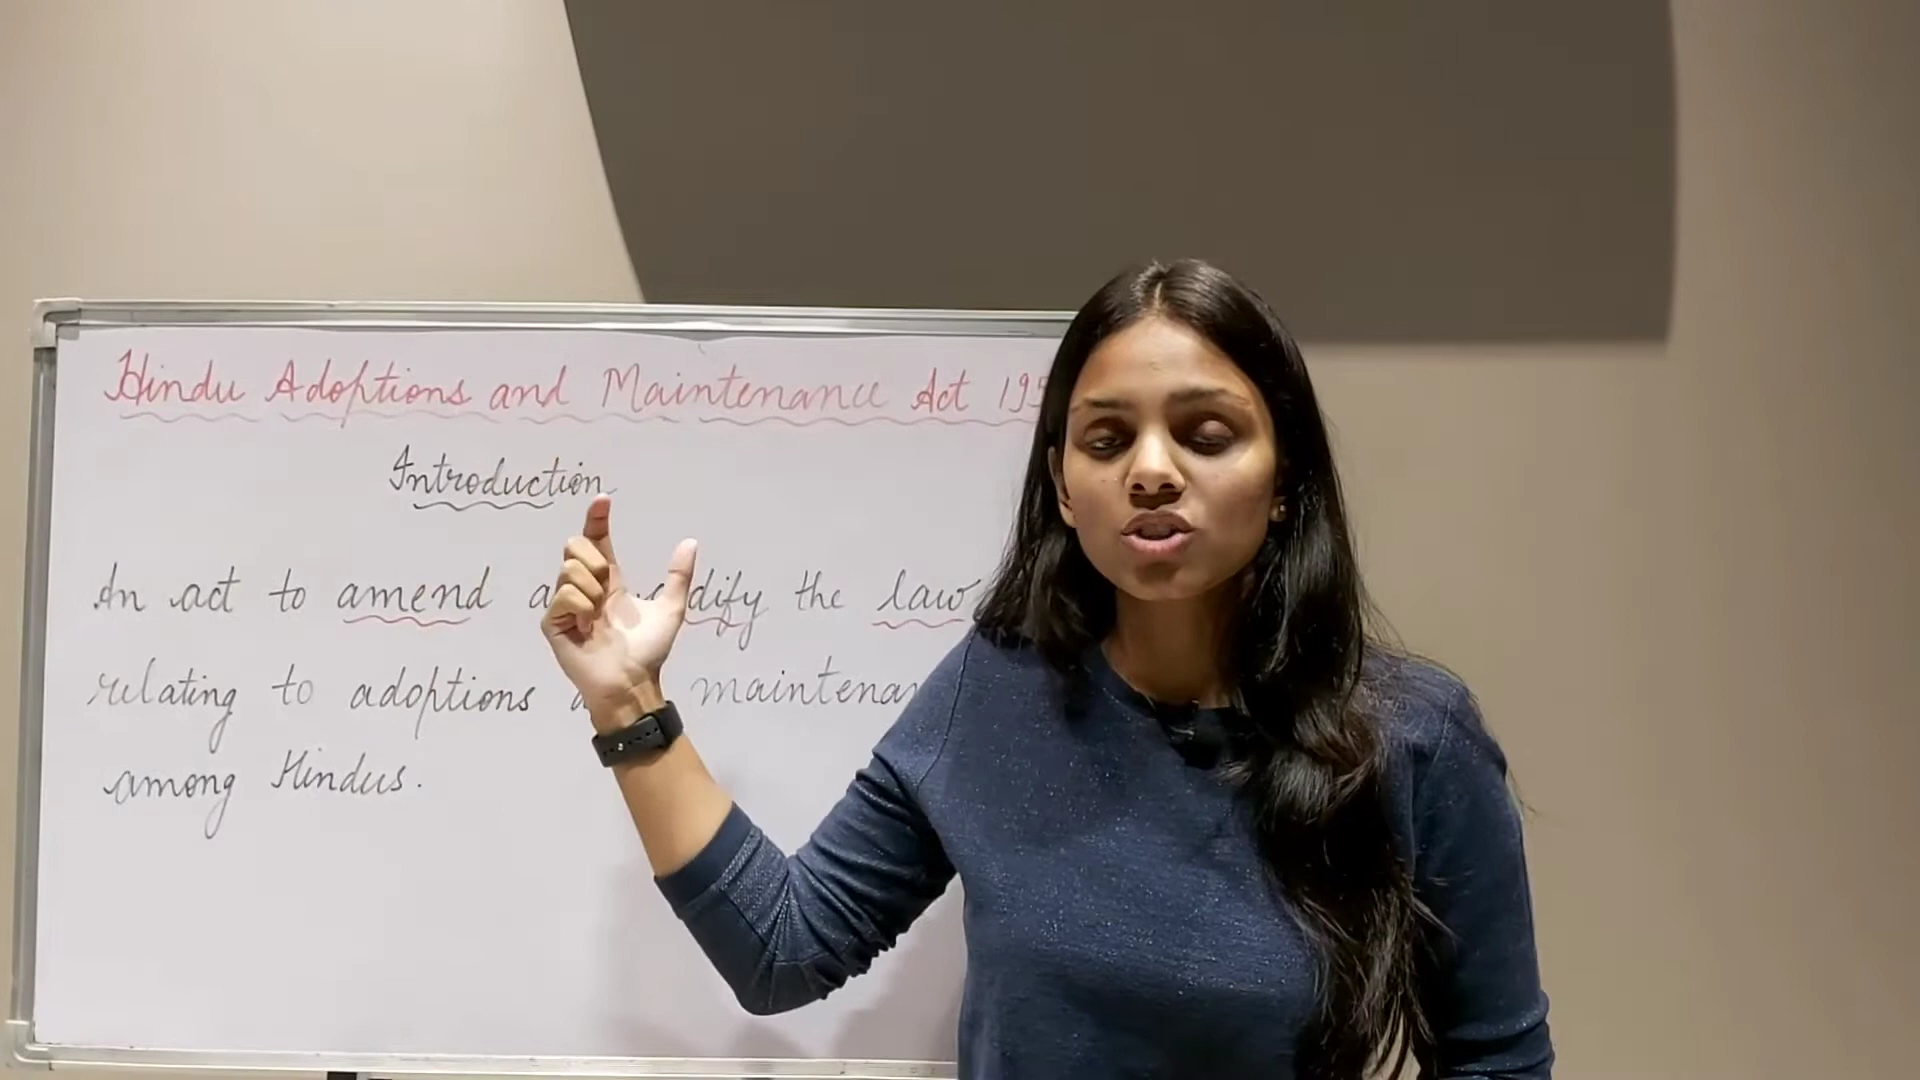 Hindu Adoptions and Maintenance Act 195
Introduction
An act to amend a dify the law
relating to adoptions a maintenan
among Hindus.